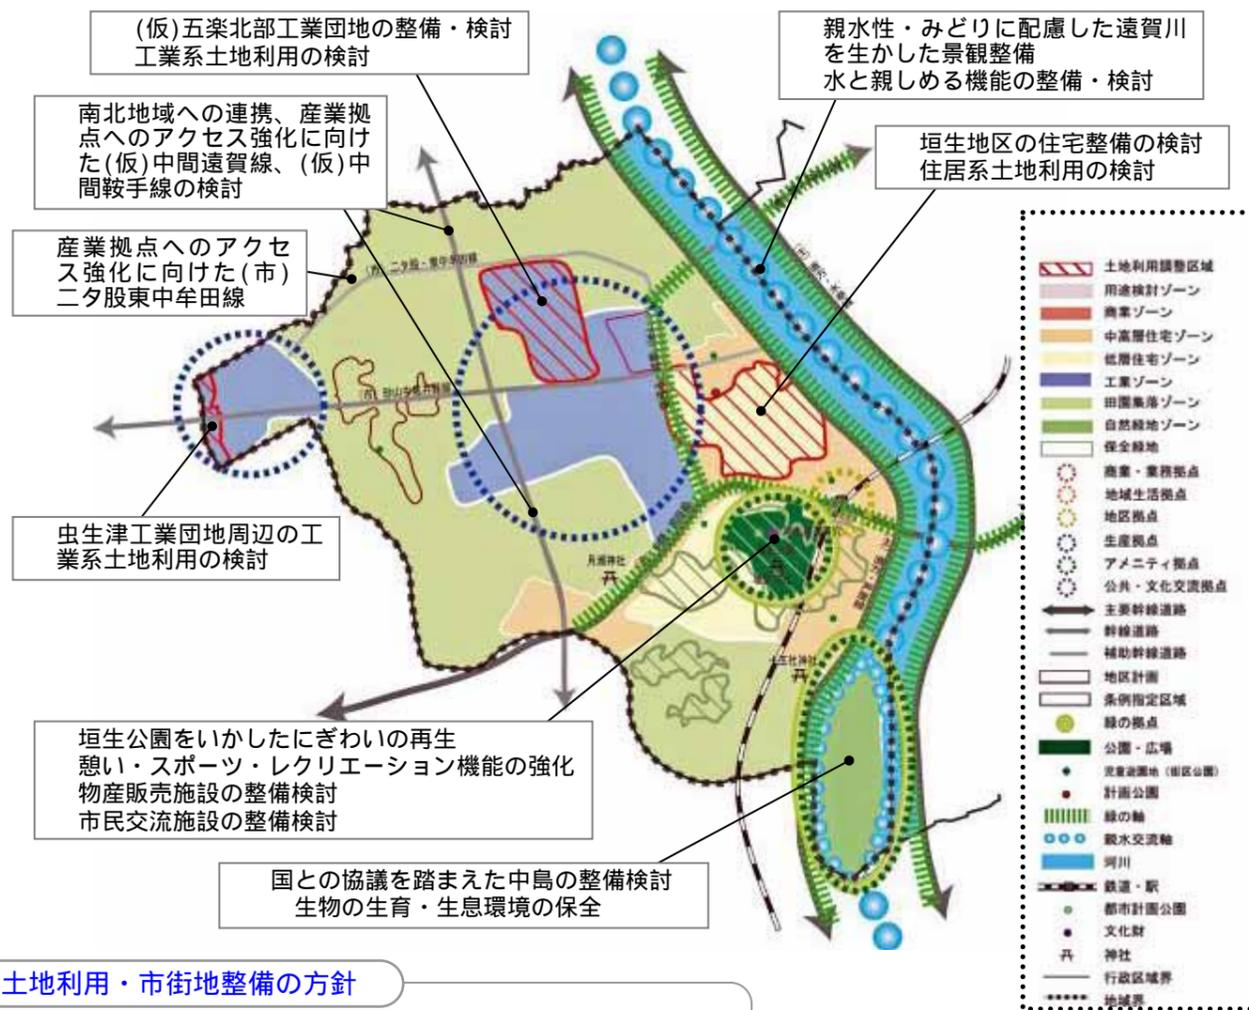 (仮)五楽北部工業団地の整備・検討
工業系土地利用の検討
親水性・みどりに配慮した遠賀川
を生かした景観整備
水と親しめる機能の整備・検討
南北地域への連携、産業拠
点へのアクセス強化に向け
た(仮)中間遠賀線、(仮)中
間鞍手線の検討
垣生地区の住宅整備の検討
住居系土地利用の検討
産業拠点へのアクセ
ス強化に向けた(市)
二タ股東中牟田線
(市)二タ股・東中牟田線
虫生津工業団地周辺の工
業系土地利用の検討
月瀬神社
垣生公園をいかしたにぎわいの再生
憩い・スポーツ・レクリエーション機能の強化
物産販売施設の整備検討
市民交流施設の整備検討
国との協議を踏まえた中島の整備検討
生物の生育・生息環境の保全
土地利用調整区域
用途検討ゾーン
商業ゾーン
中高層住宅ゾーン
低層住宅ゾーン
工業ゾーン
田園集落ゾーン
自然緑地ゾーン
保全緑地
商業・業務拠点
地域生活拠点
地区拠点
生産拠点
アメニティ拠点
公共・文化交流拠点
主要幹線道路
幹線道路
補助幹線道路
地区計画
条例指定区域
緑の拠点
公園・広場
児童遊園地(街区公園)
計画公園
緑の軸
親水交流軸
河川
鉄道・駅
都市計画公園
文化財
神社
行政区域界
地域界
土地利用・市街地整備の方針